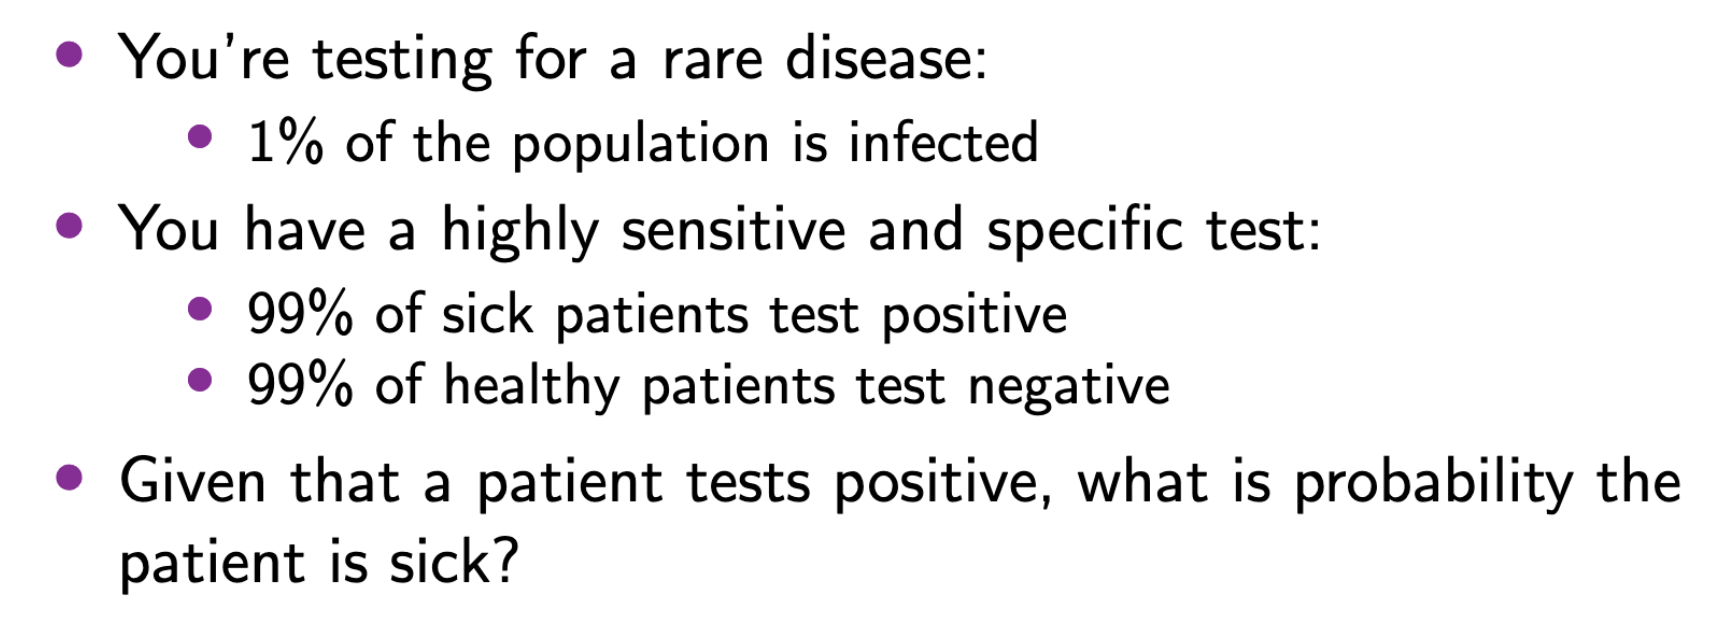 • You're testing for a rare disease:
• 1% of the population is infected
• You have a highly sensitive and specific test:
• 99% of sick patients test positive
• 99% of healthy patients test negative
• Given that a patient tests positive, what is probability the
patient is sick?